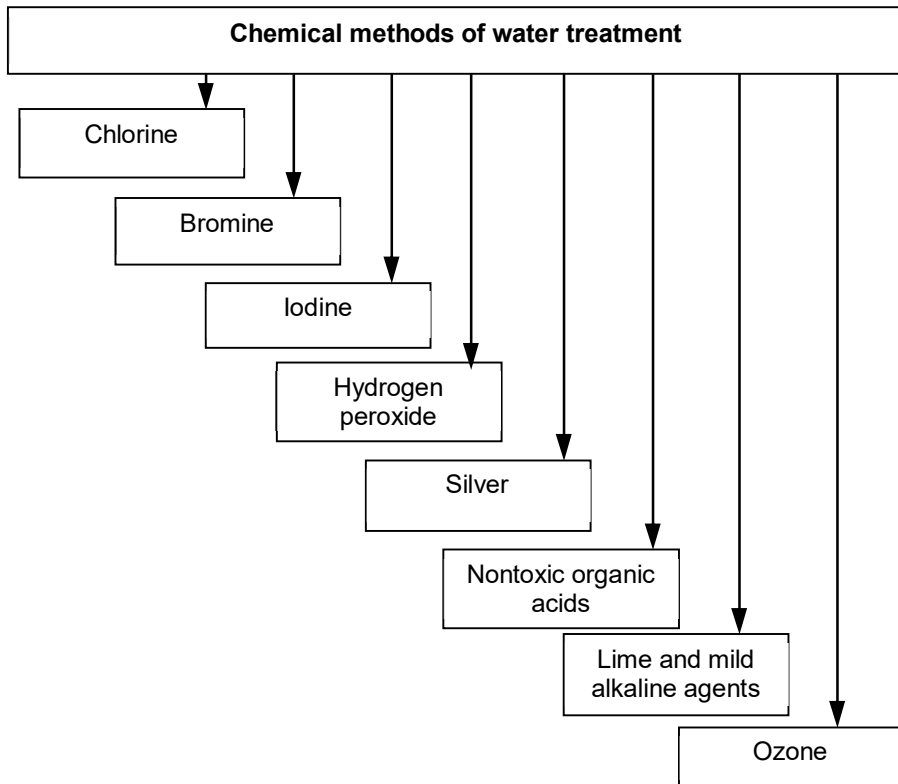 Chemical methods of water treatment
Chlorine
Bromine
Iodine
Hydrogen
peroxide
Silver
Nontoxic organic
acids
Lime and mild
alkaline agents
Ozone